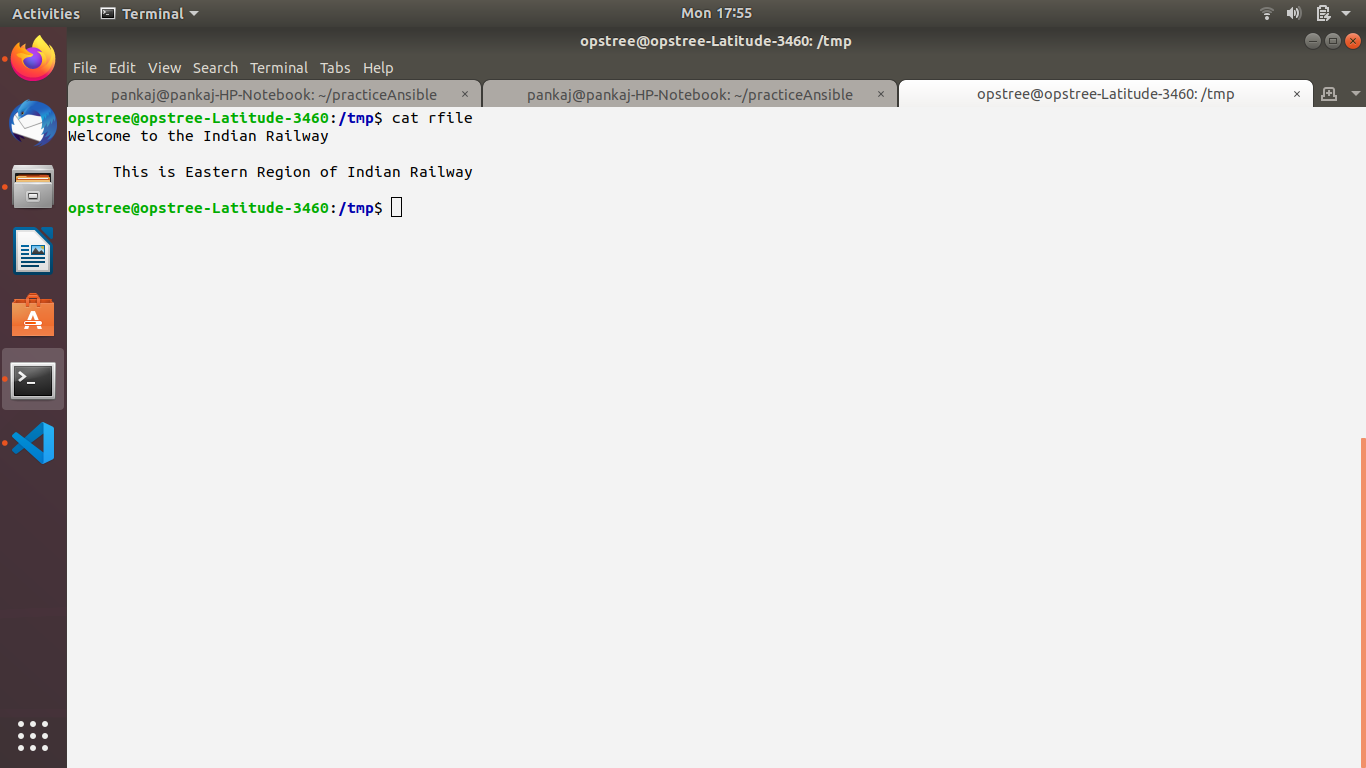 Activities Terminal Mon 17:55
opstree@opstree-Latitude-3460: /tmp
File Edit View Search Terminal Tabs Help
pankaj@pankaj-HP-Notebook: ~/practiceAnsible × pankaj@pankaj-HP-Notebook: ~/practiceAnsible × opstree@opstree-Latitude-3460: /tmp ×
opstree@opstree-Latitude-3460:/tmp$ cat rfile
Welcome to the Indian Railway
This is Eastern Region of Indian Railway
opstree@opstree-Latitude-3460:/tmp$